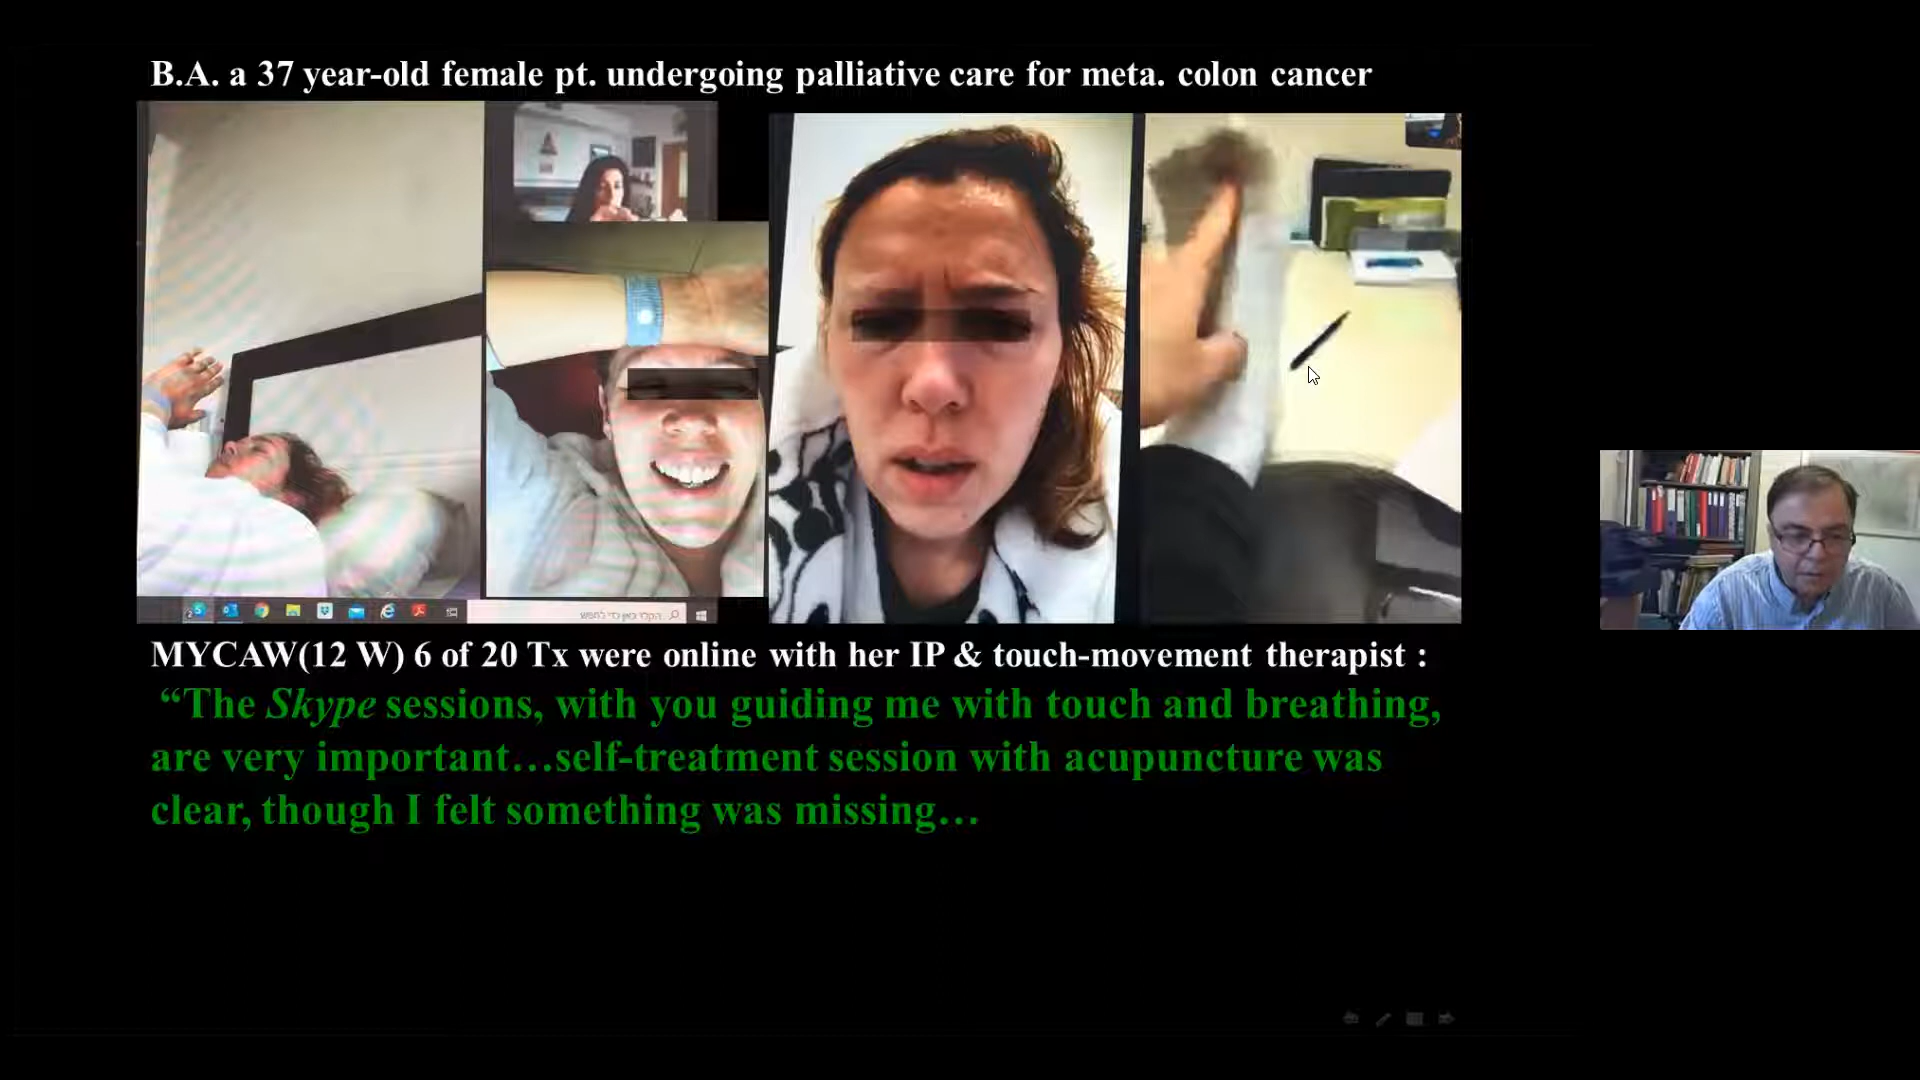 B.A. a 37 year-old female pt. undergoing palliative care for meta. colon cancer
MYCAW(12 W) 6 of 20 Tx were online with her IP & touch-movement therapist :
“The Skype sessions, with you guiding me with touch and breathing,
are very important…self-treatment session with acupuncture was
clear, though I felt something was missing…